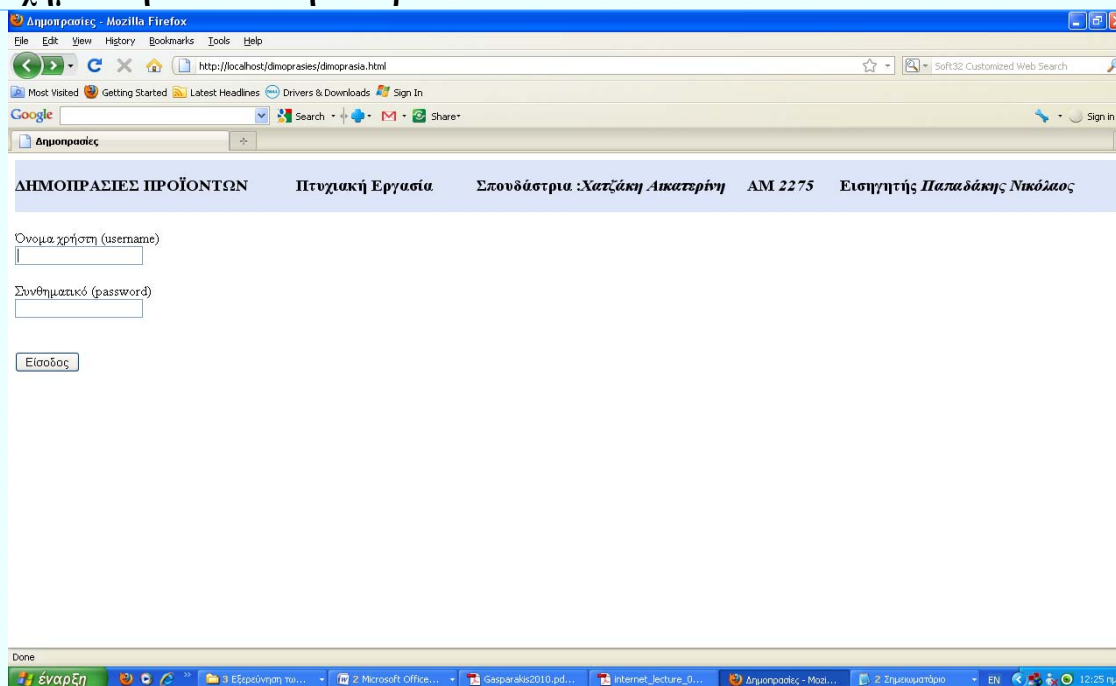 Δημοπρασίες - Mozilla Firefox
File Edit View History Bookmarks Tools Help
http://localhost/dimoprasies/dimoprasia.html Soft32 Customized Web Search
Most Visited Getting Started Latest Headlines Drivers & Downloads Sign In
Google Search Share Sign in
Δημοπρασίες
ΔΗΜΟΠΡΑΣΙΕΣ ΠΡΟΪΟΝΤΩΝ Πτυχιακή Εργασία Σπουδάστρια :Χατζάκη Αικατερίνη ΑΜ 2275 Εισηγητής Παπαδάκης Νικόλαος
Όνομα χρήστη (username)
Συνθηματικό (password)
Είσοδος
Done
έναρξη 3 Εξερεύνηση τω... 2 Microsoft Office... Gasparakis2010.pd... internet_lecture_0... Δημοπρασίες - Mozi... 2 Σημειωματάριο EN 12:25 πμ